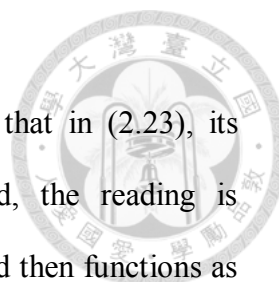 that in (2.23), its
d, the reading is
d then functions as